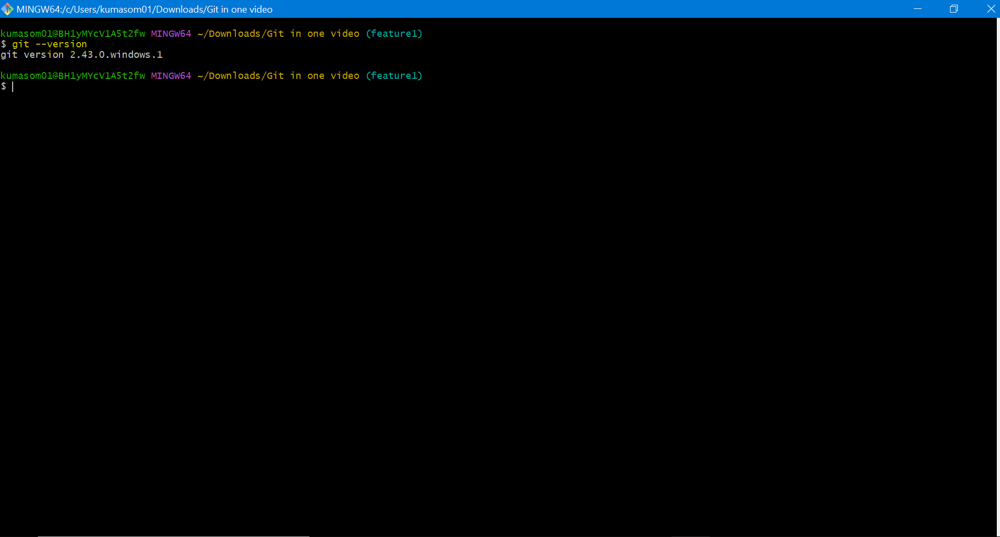 MINGW64:/c/Users/kumasom01/Downloads/Git in one video
kumasom01@BH1yMYcV1A5t2fw MINGW64 ~/Downloads/Git in one video (feature1)
$ git --version
git version 2.43.0.windows.1
kumasom01@BH1yMYcV1A5t2fw MINGW64 ~/Downloads/Git in one video (feature1)
$